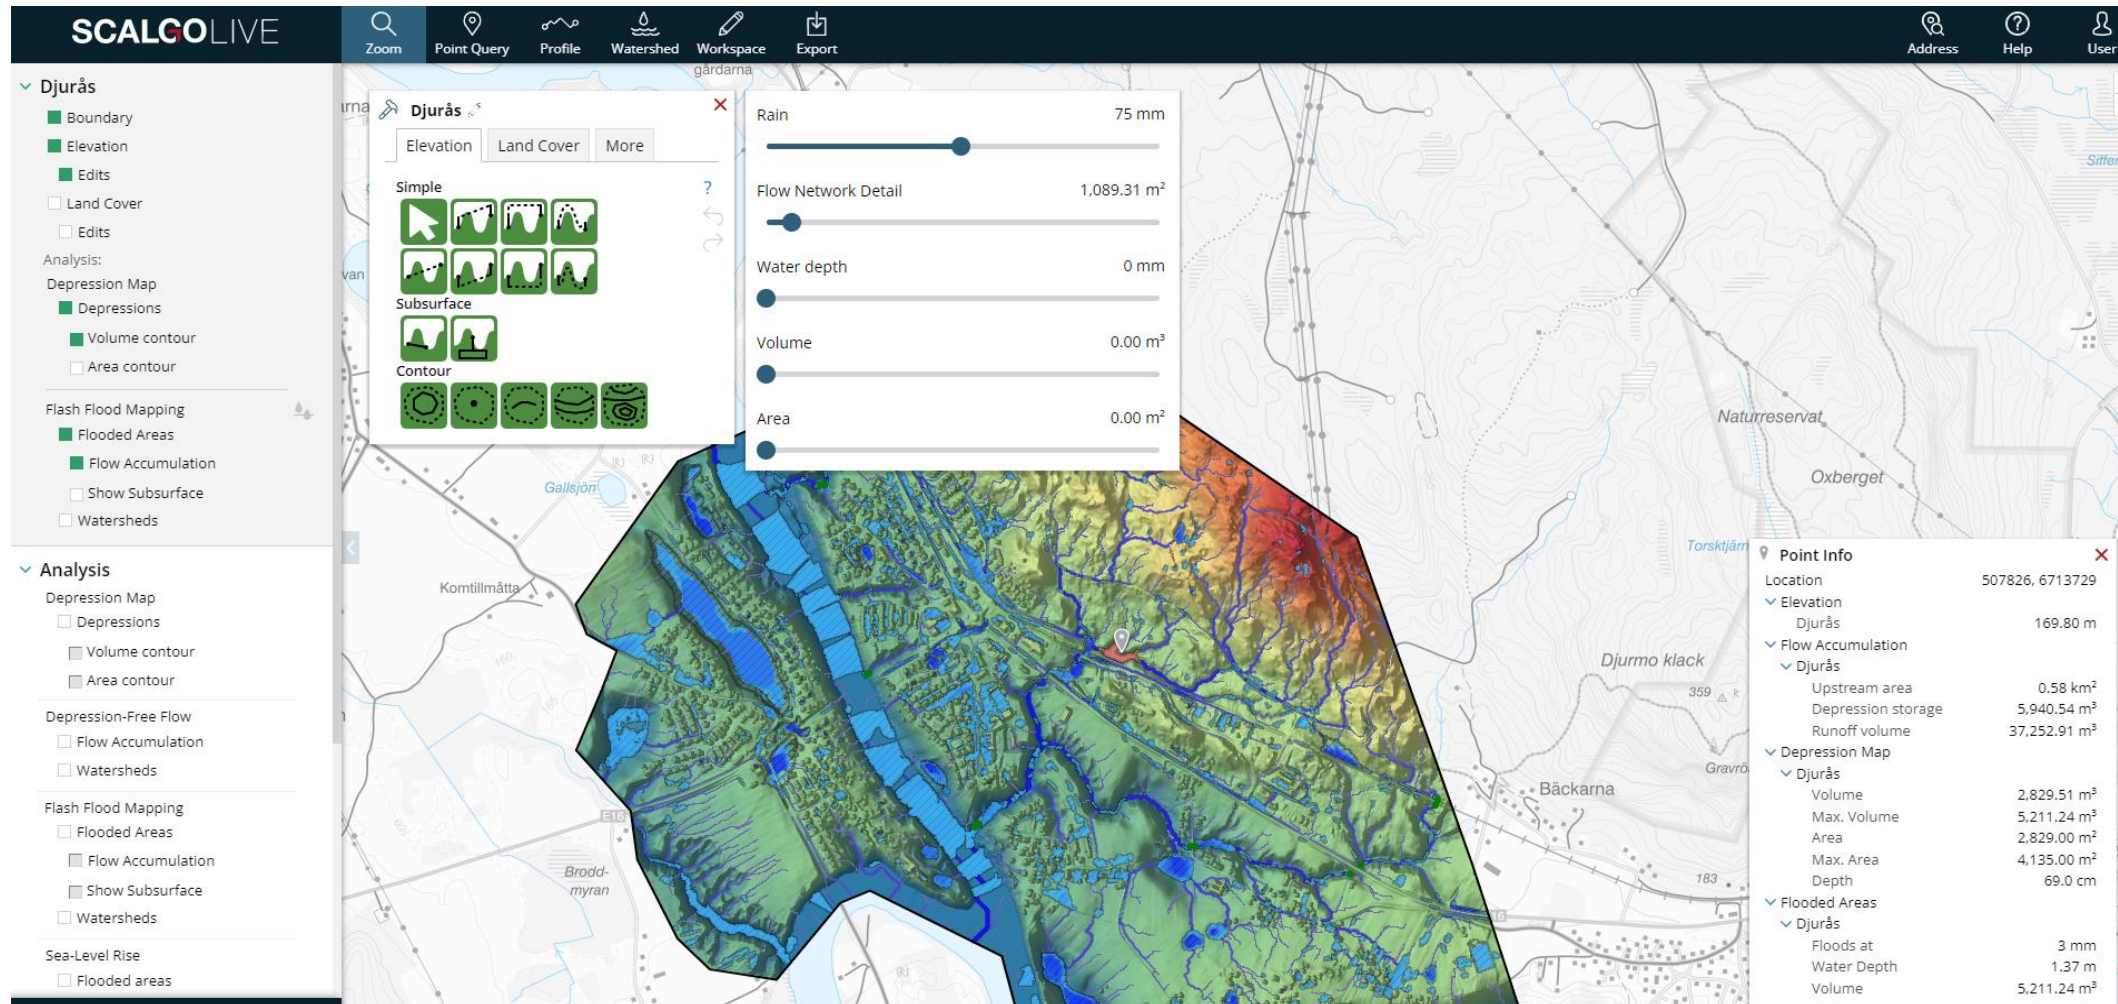 SCALGOLIVE
Zoom
Point Query
Profile
Watershed
Workspace
Export
Address
Help
User
Djurås
Boundary
Elevation
Edits
Land Cover
Edits
Analysis:
Depression Map
Depressions
Volume contour
Area contour
Flash Flood Mapping
Flooded Areas
Flow Accumulation
Show Subsurface
Watersheds
Analysis
Depression Map
Depressions
Volume contour
Area contour
Depression-Free Flow
Flow Accumulation
Watersheds
Flash Flood Mapping
Flooded Areas
Flow Accumulation
Show Subsurface
Watersheds
Sea-Level Rise
Flooded areas
Djurås
Elevation Land Cover More
Simple
?
Subsurface
Contour
Rain 75 mm
Flow Network Detail 1,089.31 m²
Water depth 0 mm
Volume 0.00 m³
Area 0.00 m²
gårdarna
Gallsjön
Komtillmåtta
E16
Brodd-
myran
Naturreservat
Oxberget
Djurmo klack
359
Bäckarna
183
Point Info
Location 507826, 6713729
Elevation
Djurås 169.80 m
Flow Accumulation
Djurås
Upstream area 0.58 km²
Depression storage 5,940.54 m³
Runoff volume 37,252.91 m³
Depression Map
Djurås
Volume 2,829.51 m³
Max. Volume 5,211.24 m³
Area 2,829.00 m²
Max. Area 4,135.00 m²
Depth 69.0 cm
Flooded Areas
Djurås
Floods at 3 mm
Water Depth 1.37 m
Volume 5,211.24 m³